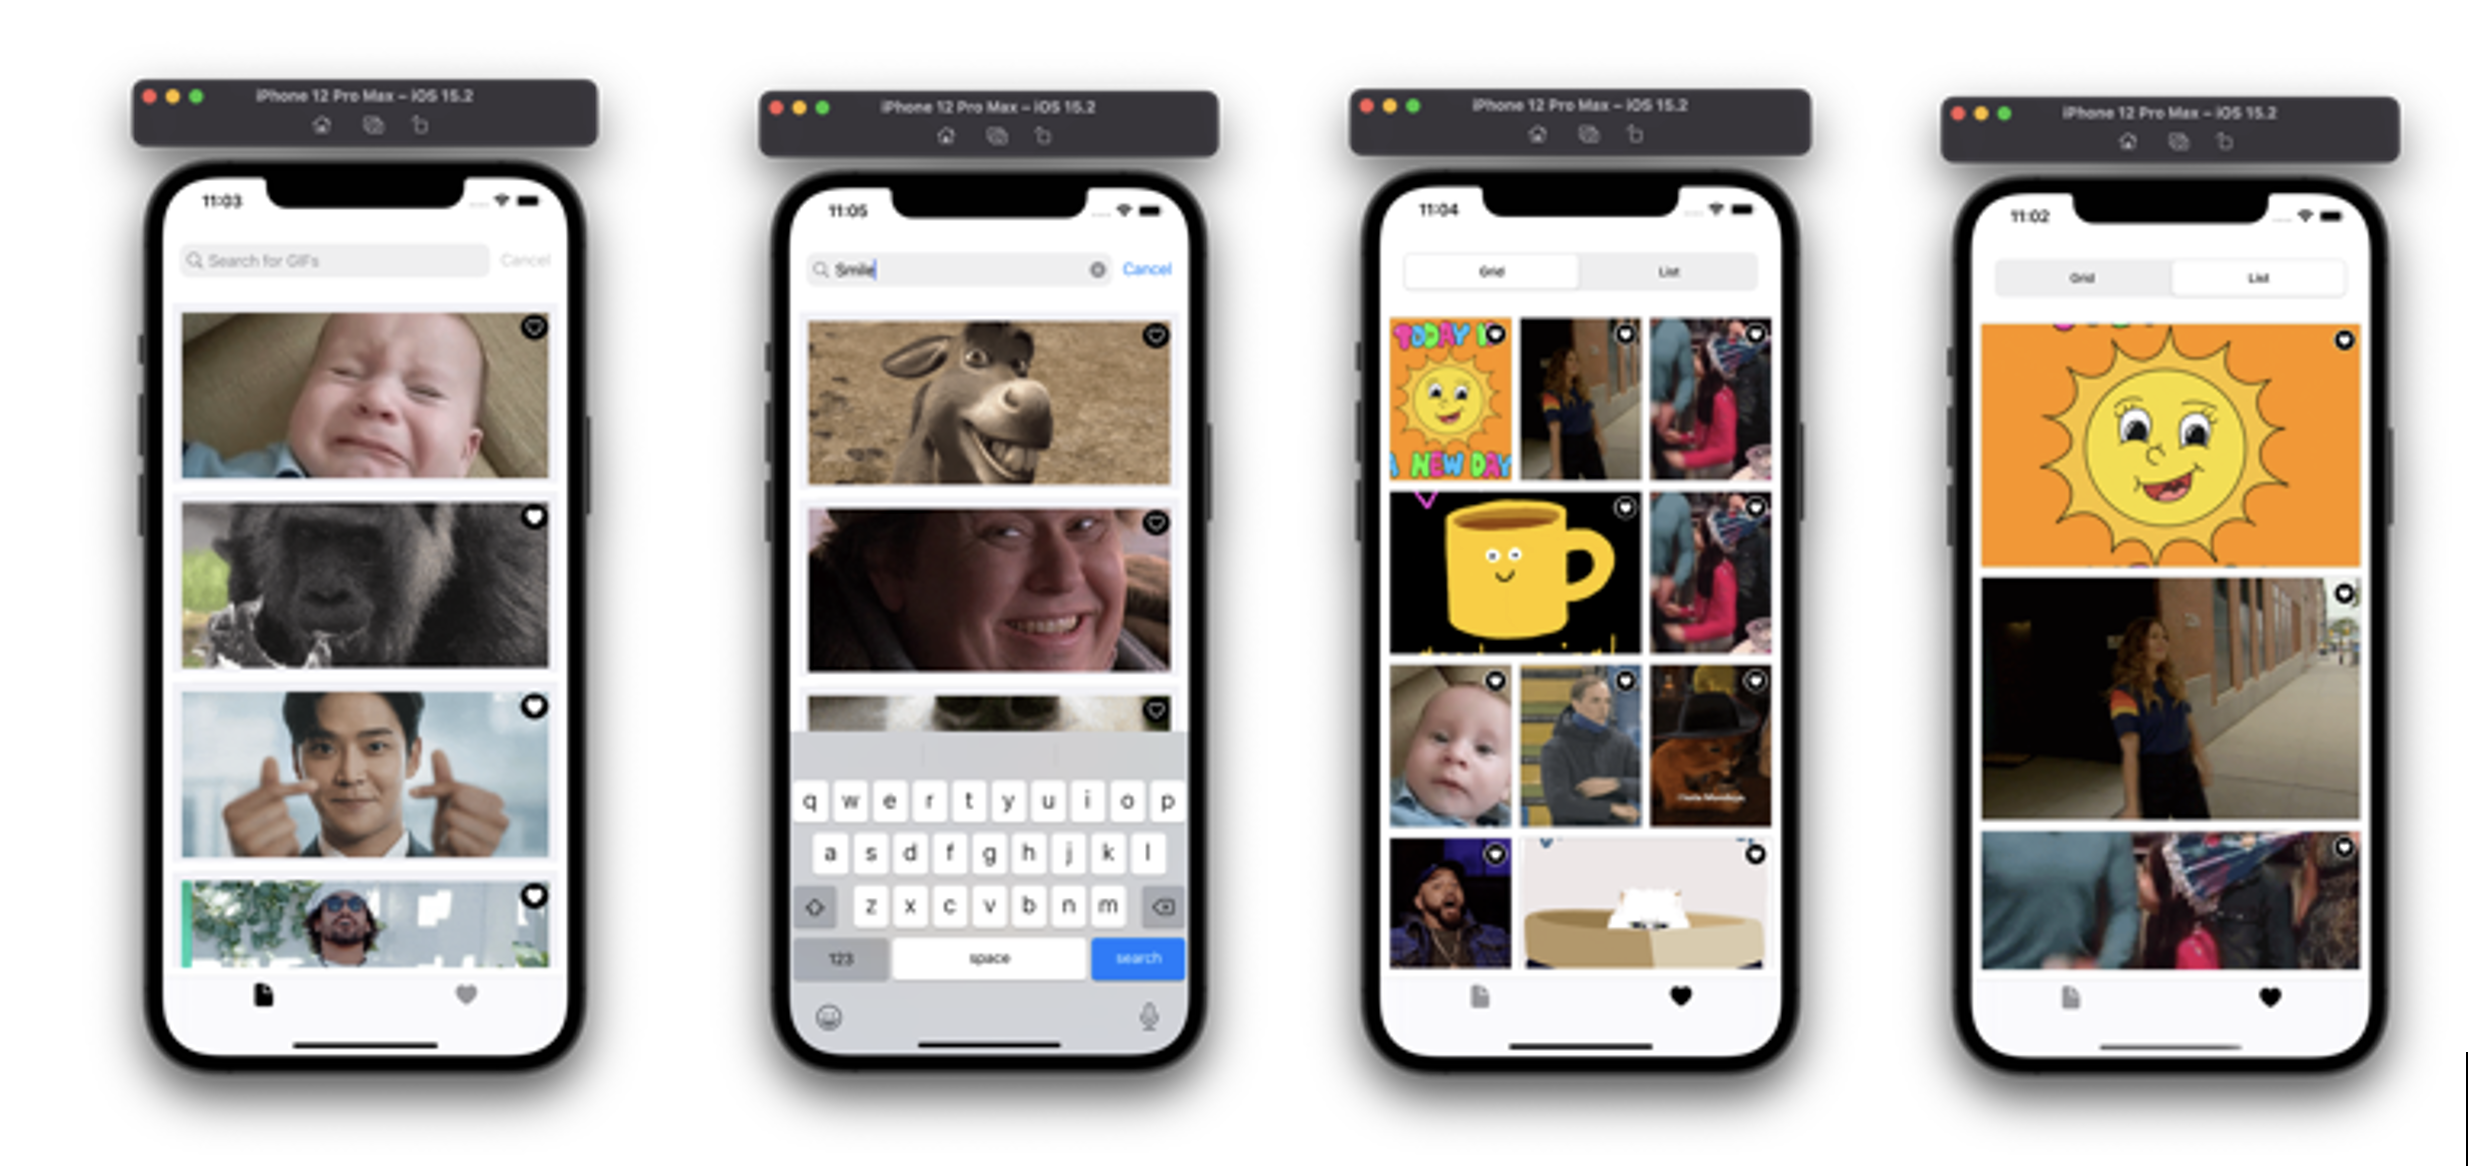 iPhone 12 Pro Max – iOS 15.2
11:03
Search for GIFs
Cancel
iPhone 12 Pro Max – iOS 15.2
11:05
Smile
Cancel
q w e r t y u i o p
a s d f g h j k l
z x c v b n m
123
space
search
iPhone 12 Pro Max – iOS 15.2
11:04
Grid
List
TODAY IS
A NEW DAY
iPhone 12 Pro Max – iOS 15.2
11:02
Grid
List